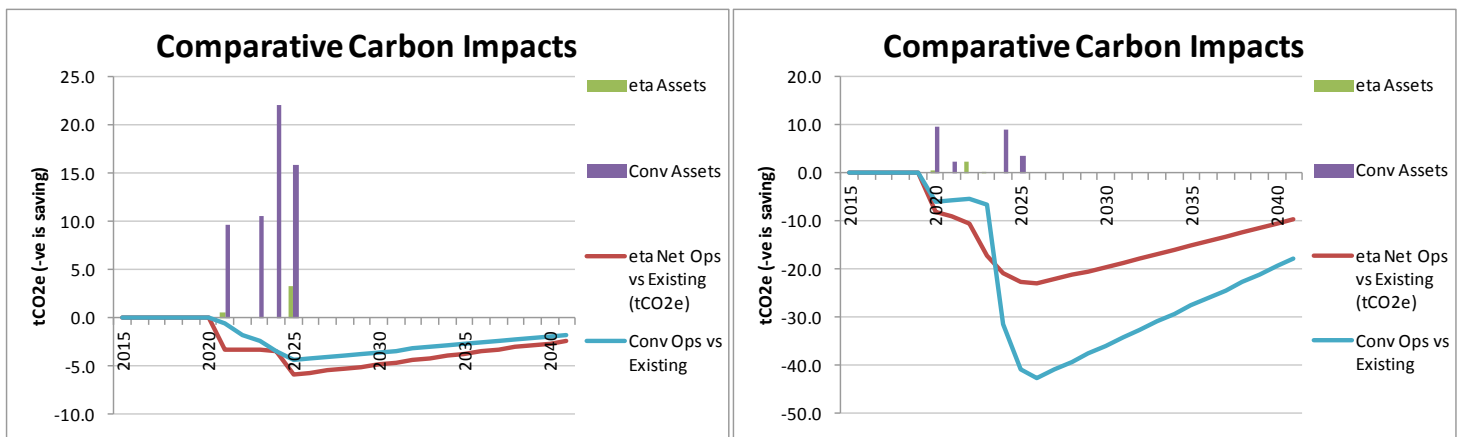 Comparative Carbon Impacts
tCO2e (-ve is saving)
25.0
20.0
15.0
10.0
5.0
0.0
-5.0
-10.0
2015
2020
2025
2030
2035
2040
eta Assets
Conv Assets
eta Net Ops
vs Existing
(tCO2e)
Conv Ops vs
Existing
Comparative Carbon Impacts
tCO2e (-ve is saving)
20.0
10.0
0.0
-10.0
-20.0
-30.0
-40.0
-50.0
2015
2020
2025
2030
2035
2040
eta Assets
Conv Assets
eta Net Ops
vs Existing
(tCO2e)
Conv Ops vs
Existing